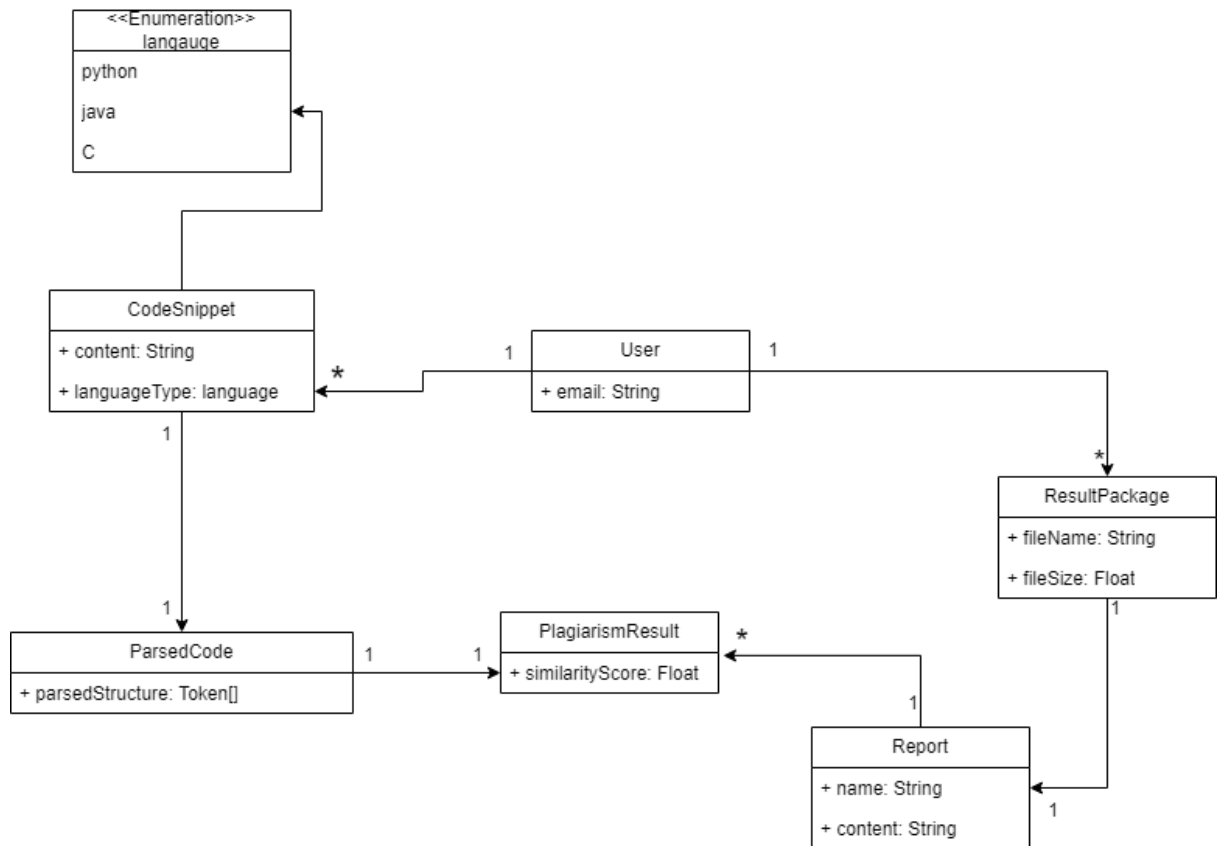 <<Enumeration>>
langauge
python
java
C
CodeSnippet
+ content: String
+ languageType: language
1
*
1
User
+ email: String
1
*
ResultPackage
+ fileName: String
+ fileSize: Float
1
1
ParsedCode
+ parsedStructure: Token[]
1
1
PlagiarismResult
+ similarityScore: Float
*
1
Report
+ name: String
+ content: String
1